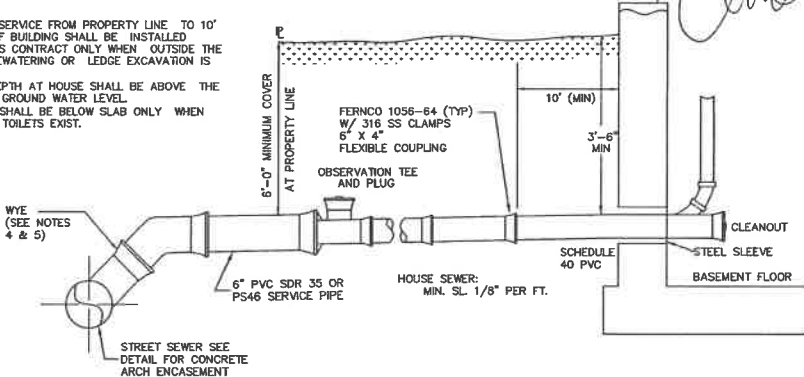 SERVICE FROM PROPERTY LINE TO 10'
F BUILDING SHALL BE INSTALLED
S CONTRACT ONLY WHEN OUTSIDE THE
EWATERING OR LEDGE EXCAVATION IS
PTH AT HOUSE SHALL BE ABOVE THE
GROUND WATER LEVEL.
SHALL BE BELOW SLAB ONLY WHEN
TOILETS EXIST.
6'-0" MINIMUM COVER
AT PROPERTY LINE
10' (MIN)
3'-6"
MIN
FERNCO 1056-64 (TYP)
W/ 316 SS CLAMPS
6" X 4"
FLEXIBLE COUPLING
OBSERVATION TEE
AND PLUG
WYE
(SEE NOTES
4 & 5)
CLEANOUT
STEEL SLEEVE
SCHEDULE
40 PVC
BASEMENT FLOOR
6" PVC SDR 35 OR
PS46 SERVICE PIPE
HOUSE SEWER:
MIN. SL. 1/8" PER FT.
STREET SEWER SEE
DETAIL FOR CONCRETE
ARCH ENCASEMENT